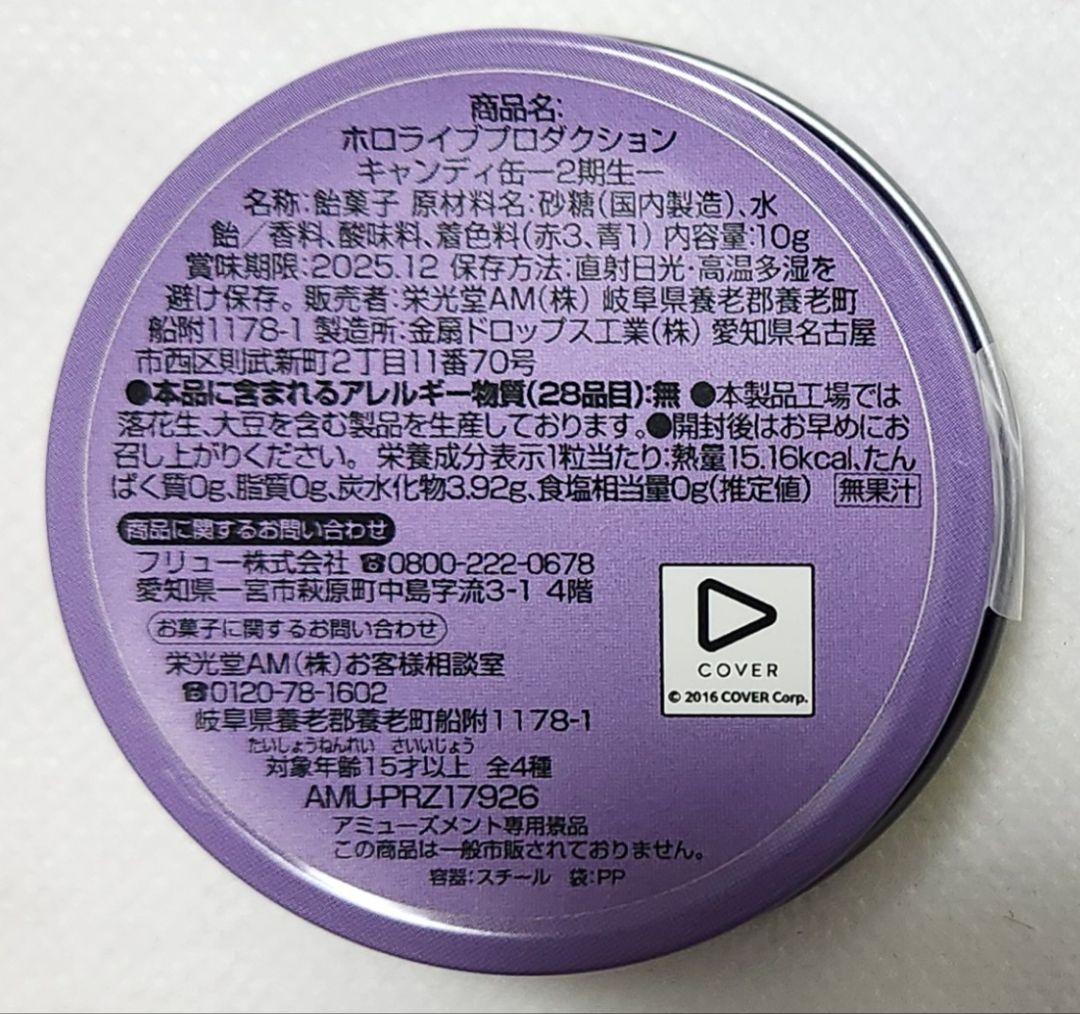 商品名:
ホロライブプロダクション
キャンディ缶ー2期生ー
名称:飴菓子 原材料名:砂糖(国内製造)、水
飴/香料、酸味料、着色料(赤3、青1) 内容量:10g
賞味期限:2025.12 保存方法:直射日光・高温多湿を
避け保存。 販売者:栄光堂AM(株) 岐阜県養老郡養老町
船附1178-1 製造所:金扇ドロップス工業(株) 愛知県名古屋
市西区則武新町2丁目11番70号
●本品に含まれるアレルギー物質(28品目):無 ●本製品工場では
落花生、大豆を含む製品を生産しております。●開封後はお早めにお
召し上がりください。 栄養成分表示1粒当たり:熱量15.16kcal、たん
ぱく質0g、脂質0g、炭水化物3.92g、食塩相当量0g(推定値) 無果汁
商品に関するお問い合わせ
フリュー株式会社 ☎0800-222-0678
愛知県一宮市萩原町中島字流3-1 4階
お菓子に関するお問い合わせ
栄光堂AM(株)お客様相談室
☎0120-78-1602
岐阜県養老郡養老町船附1178-1
たいしょうねんれい さいいじょう
対象年齢15才以上 全4種
AMU-PRZ17926
アミューズメント専用景品
この商品は一般市販されておりません。
容器:スチール 袋:PP
COVER
© 2016 COVER Corp.